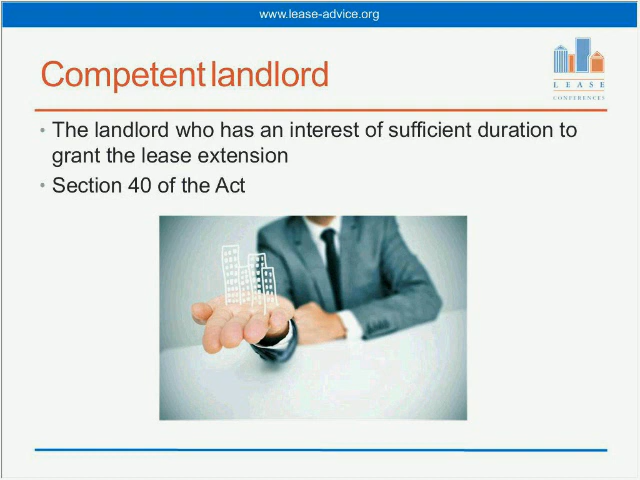 www.lease-advice.org
Competent landlord
LEASE
CONFERENCES
• The landlord who has an interest of sufficient duration to
grant the lease extension
• Section 40 of the Act